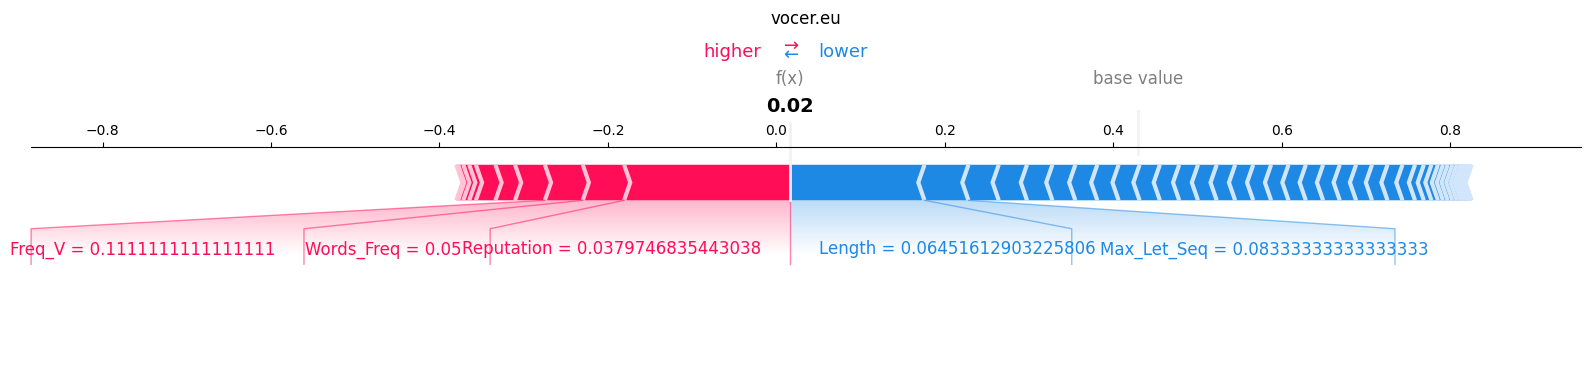 vocer.eu
higher ⇄ lower
f(x) base value
0.02
−0.8 −0.6 −0.4 −0.2 0.0 0.2 0.4 0.6 0.8
Freq_V = 0.1111111111111111 Words_Freq = 0.05 Reputation = 0.0379746835443038 Length = 0.06451612903225806 Max_Let_Seq = 0.08333333333333333